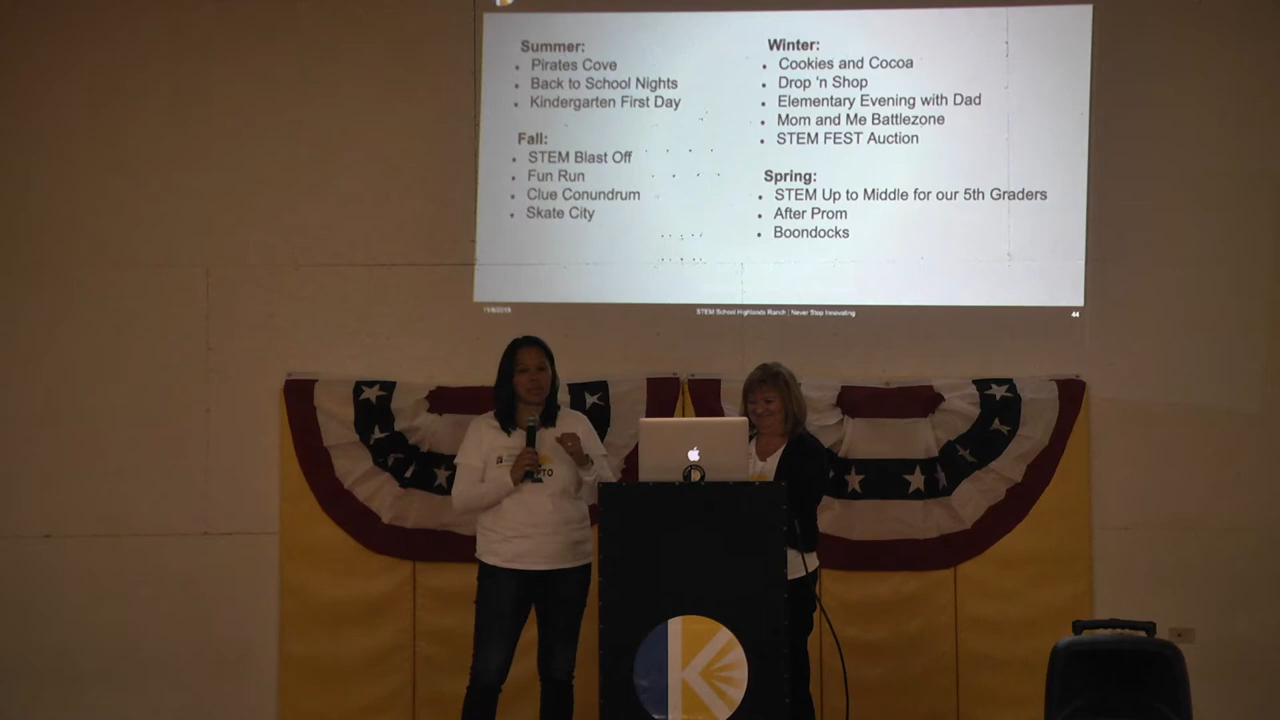 Summer:
• Pirates Cove
• Back to School Nights
• Kindergarten First Day
Fall:
• STEM Blast Off
• Fun Run
• Clue Conundrum
• Skate City
Winter:
• Cookies and Cocoa
• Drop 'n Shop
• Elementary Evening with Dad
• Mom and Me Battlezone
• STEM FEST Auction
Spring:
• STEM Up to Middle for our 5th Graders
• After Prom
• Boondocks
STEM School Highlands Ranch | Never Stop Innovating
44
PTO
K